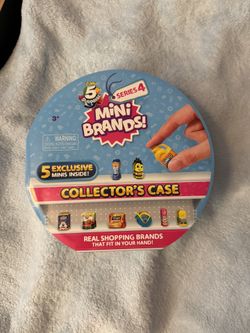 5
SERIES 4
MINI
BRANDS!
3+
WARNING
5 EXCLUSIVE
MINIS INSIDE!
COLLECTOR'S CASE
REAL SHOPPING BRANDS
THAT FIT IN YOUR HAND!